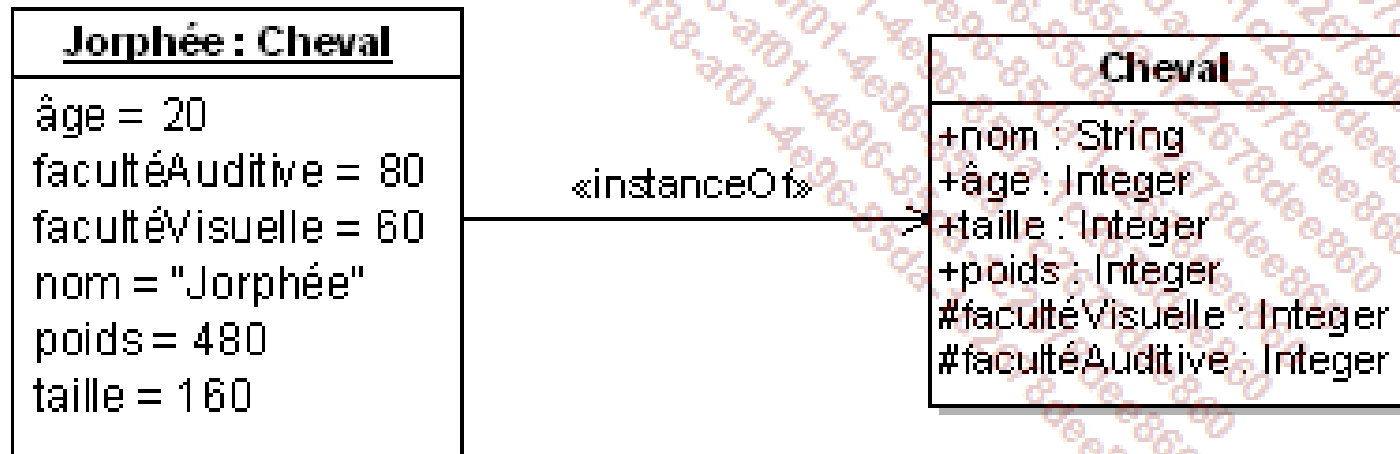 Jorphée : Cheval
âge = 20
facultéAuditive = 80
facultéVisuelle = 60
nom = "Jorphée"
poids = 480
taille = 160
«instanceOf»
Cheval
+nom : String
+âge : Integer
+taille : Integer
+poids : Integer
#facultéVisuelle : Integer
#facultéAuditive : Integer